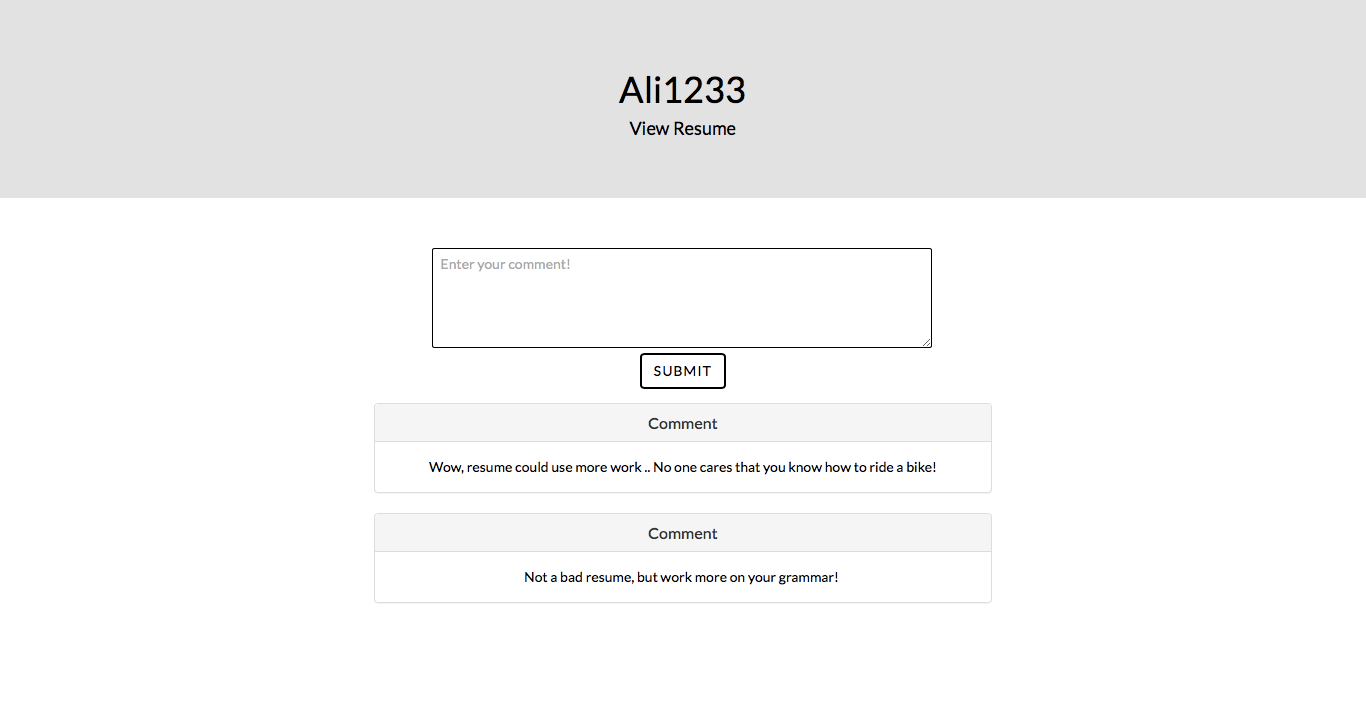 Ali1233
View Resume
Enter your comment!
SUBMIT
Comment
Wow, resume could use more work .. No one cares that you know how to ride a bike!
Comment
Not a bad resume, but work more on your grammar!